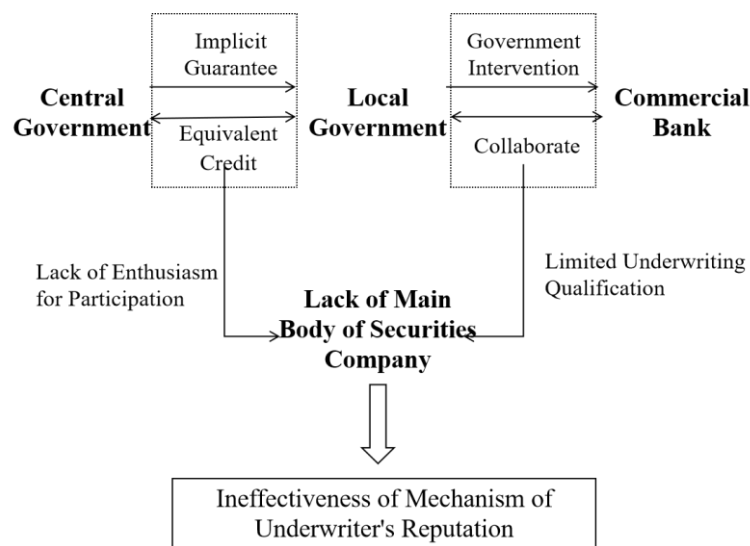 Implicit
Guarantee
Government
Intervention
Central
Government
Local
Government
Commercial
Bank
Equivalent
Credit
Collaborate
Lack of Enthusiasm
for Participation
Limited Underwriting
Qualification
Lack of Main
Body of Securities
Company
Ineffectiveness of Mechanism of
Underwriter's Reputation